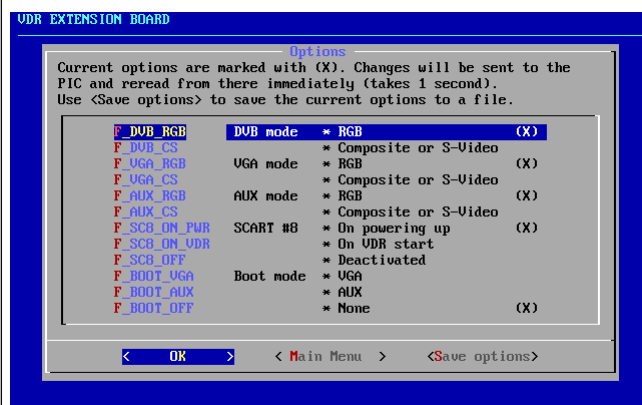 VDR EXTENSION BOARD
Options
Current options are marked with (X). Changes will be sent to the
PIC and reread from there immediately (takes 1 second).
Use <Save options> to save the current options to a file.
F_DVB_RGB DVB mode * RGB (X)
F_DVB_CS * Composite or S-Video
F_VGA_RGB VGA mode * RGB (X)
F_VGA_CS * Composite or S-Video
F_AUX_RGB AUX mode * RGB (X)
F_AUX_CS * Composite or S-Video
F_SC8_ON_PWR SCART #8 * On powering up (X)
F_SC8_ON_VDR * On VDR start
F_SC8_OFF * Deactivated
F_BOOT_VGA Boot mode * VGA
F_BOOT_AUX * AUX
F_BOOT_OFF * None (X)
< OK > < Main Menu > <Save options>